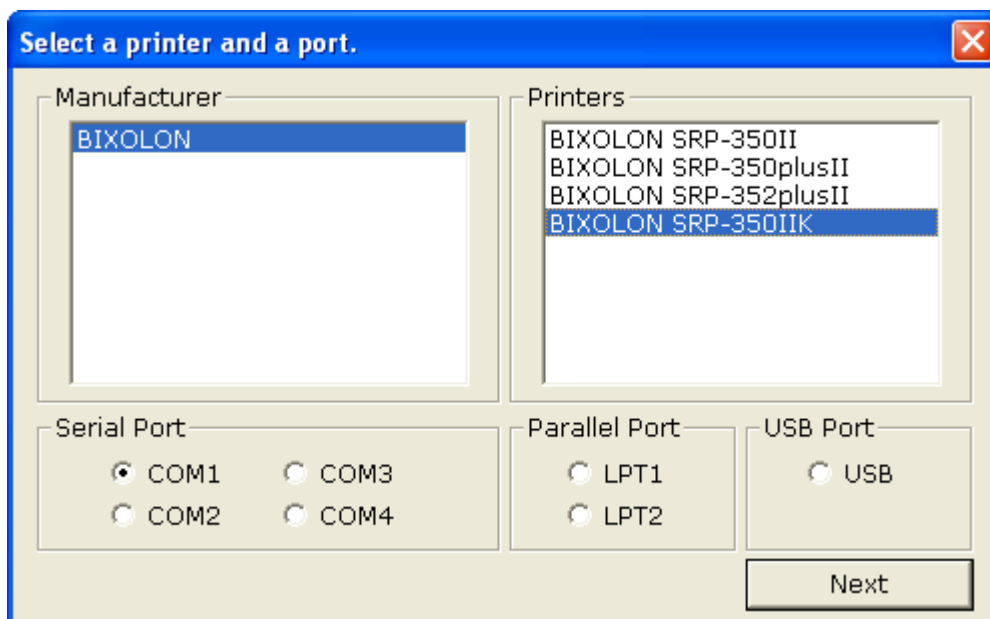 Select a printer and a port.
Manufacturer
BIXOLON
Printers
BIXOLON SRP-350II
BIXOLON SRP-350plusII
BIXOLON SRP-352plusII
BIXOLON SRP-350IIK
Serial Port
COM1 COM3
COM2 COM4
Parallel Port
LPT1
LPT2
USB Port
USB
Next